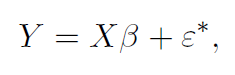 Y = Xβ + ε*,